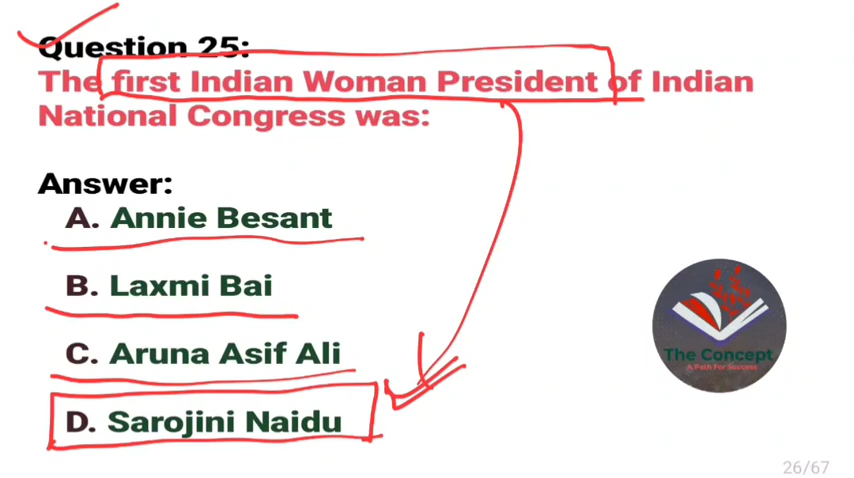 Question 25:
The first Indian Woman President of Indian
National Congress was:
Answer:
A. Annie Besant
B. Laxmi Bai
C. Aruna Asif Ali
D. Sarojini Naidu
The Concept
A Path For Success
26/67